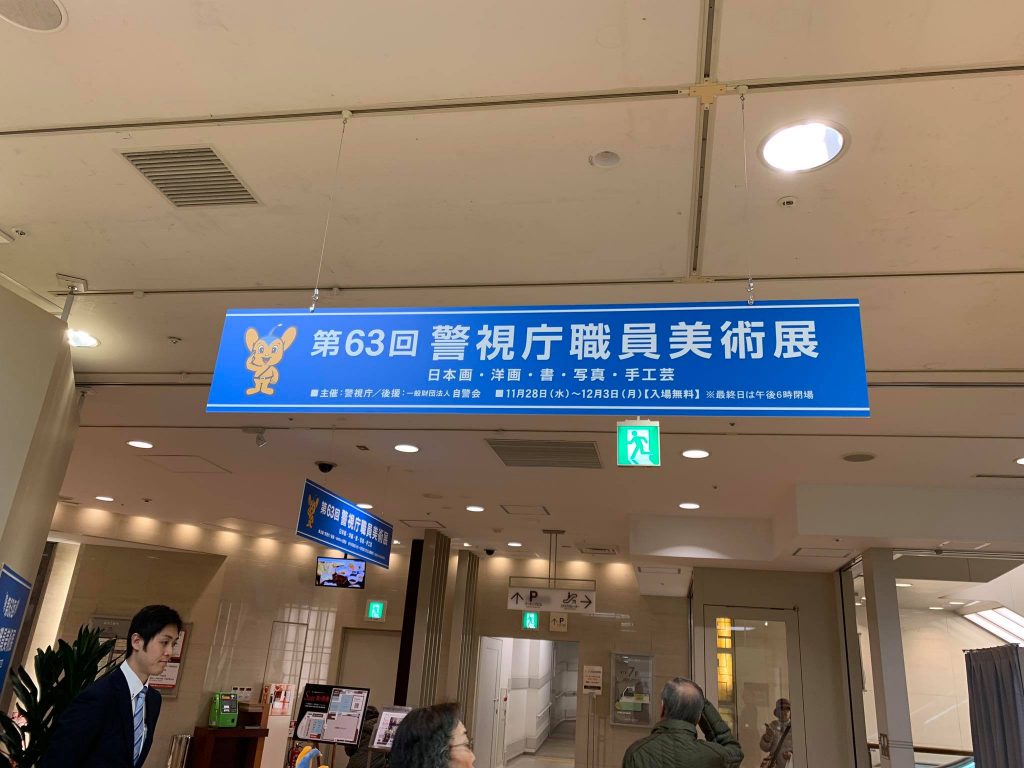 第63回 警視庁職員美術展
日本画・洋画・書・写真・手工芸
■主催：警視庁／後援：一般財団法人 自警会 ■11月28日（水）～12月3日（月）【入場無料】 ※最終日は午後6時閉場
第63回 警視庁職員美術展
↑P →
↑P